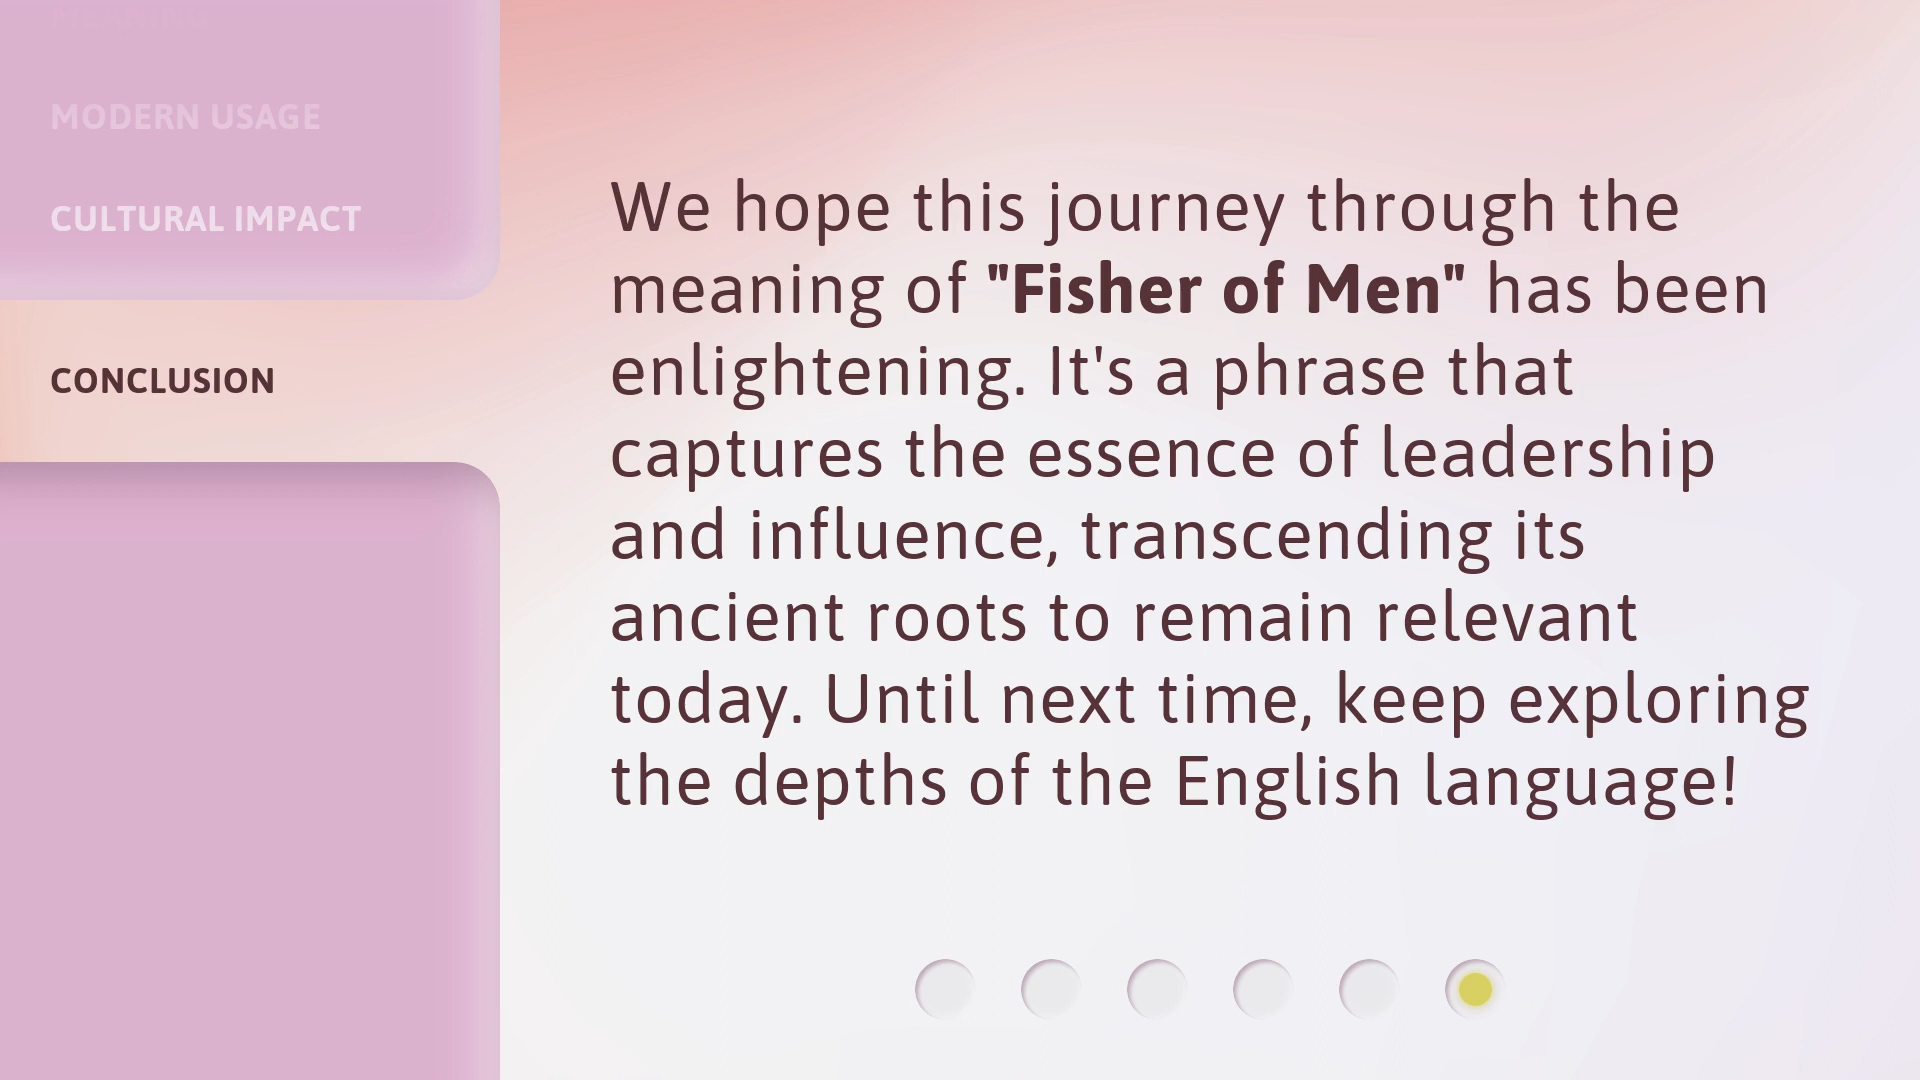 MEANING
MODERN USAGE
CULTURAL IMPACT
CONCLUSION
We hope this journey through the
meaning of "Fisher of Men" has been
enlightening. It's a phrase that
captures the essence of leadership
and influence, transcending its
ancient roots to remain relevant
today. Until next time, keep exploring
the depths of the English language!